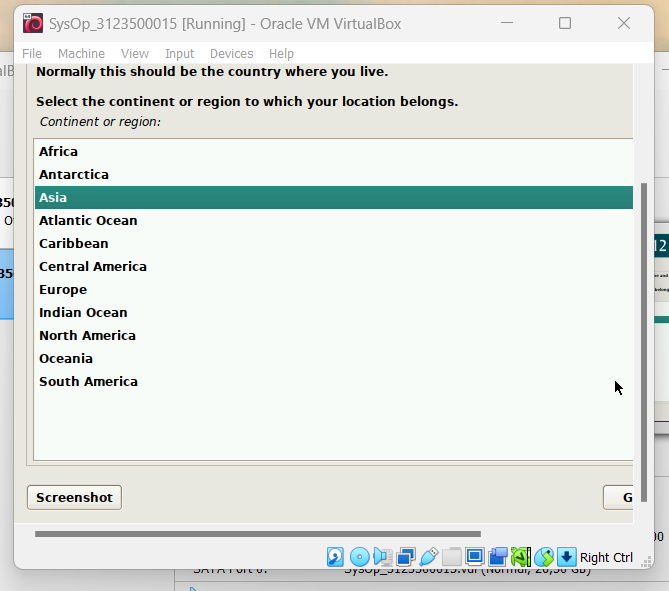 SysOp_3123500015 [Running] - Oracle VM VirtualBox
File Machine View Input Devices Help
Normally this should be the country where you live.
Select the continent or region to which your location belongs.
Continent or region:
Africa
Antarctica
Asia
Atlantic Ocean
Caribbean
Central America
Europe
Indian Ocean
North America
Oceania
South America
Screenshot
G
Right Ctrl
12